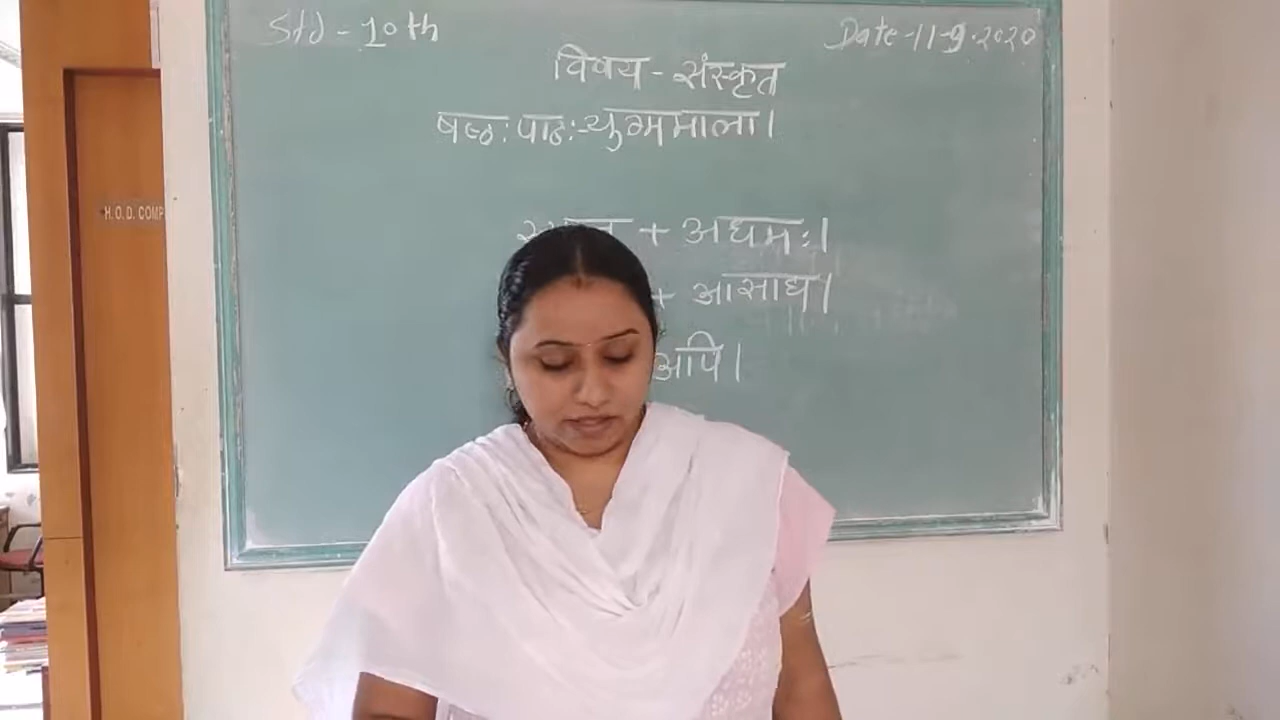 Std - 10th
Date-11-9-2020
विषय - संस्कृत
षष्ठ: पाठ:-युग्ममाला।
+ अधमः।
+ आसाद्य।
अपि।
H. O. D. COMP